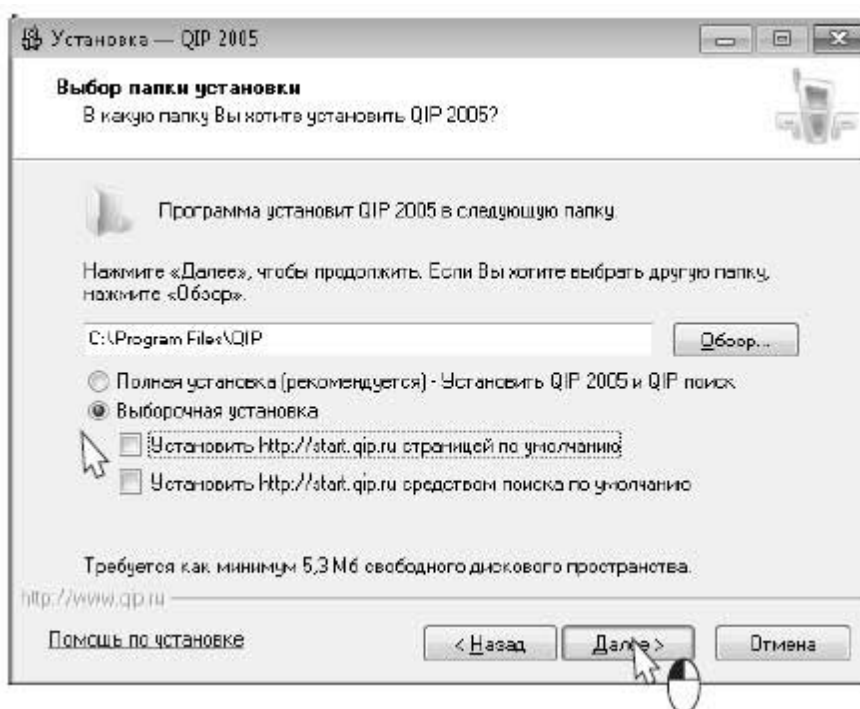 Установка — QIP 2005
Выбор папки установки
В какую папку Вы хотите установить QIP 2005?
Программа установит QIP 2005 в следующую папку.
Нажмите «Далее», чтобы продолжить. Если Вы хотите выбрать другую папку,
нажмите «Обзор».
C:\Program Files\QIP
Обзор...
Полная установка (рекомендуется) - Установить QIP 2005 и QIP поиск
Выборочная установка
Установить http://start.qip.ru страницей по умолчанию
Установить http://start.qip.ru средством поиска по умолчанию
Требуется как минимум 5,3 Мб свободного дискового пространства.
http://www.qip.ru
Помощь по установке
< Назад
Далее >
Отмена